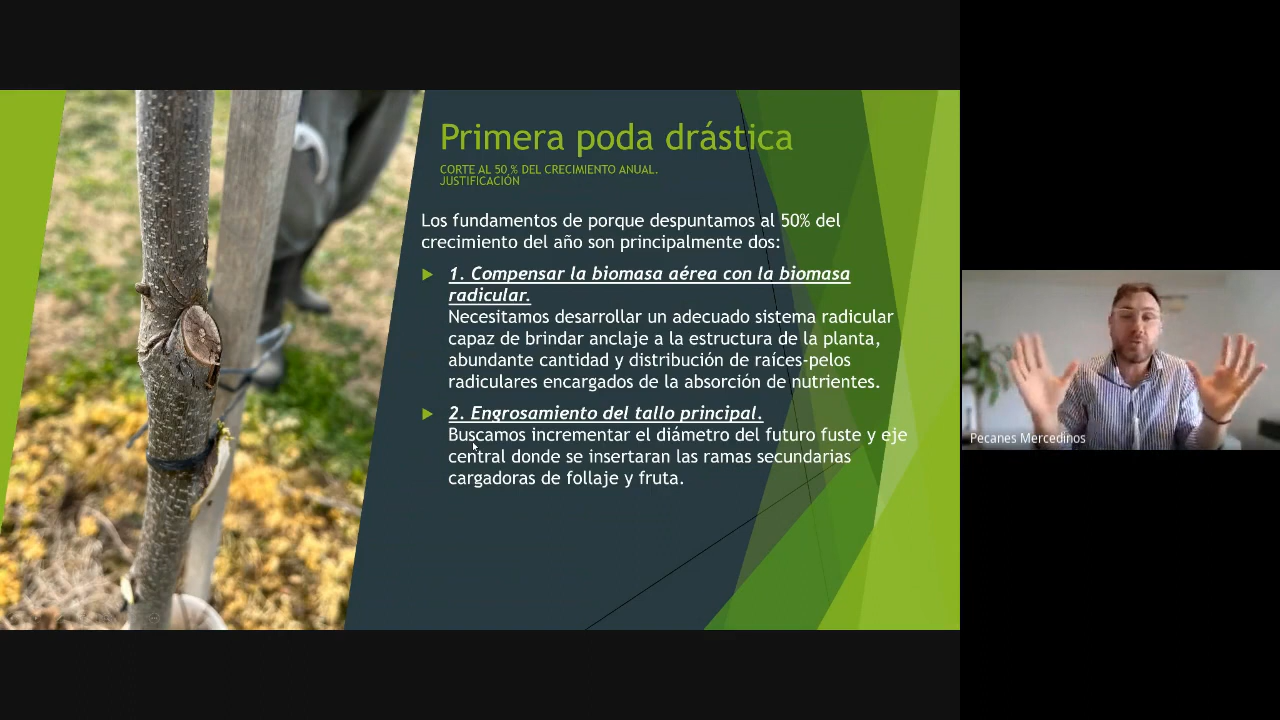 Primera poda drástica
CORTE AL 50 % DEL CRECIMIENTO ANUAL.
JUSTIFICACIÓN
Los fundamentos de porque despuntamos al 50% del
crecimiento del año son principalmente dos:
1. Compensar la biomasa aérea con la biomasa
radicular.
Necesitamos desarrollar un adecuado sistema radicular
capaz de brindar anclaje a la estructura de la planta,
abundante cantidad y distribución de raíces-pelos
radiculares encargados de la absorción de nutrientes.
2. Engrosamiento del tallo principal.
Buscamos incrementar el diámetro del futuro fuste y eje
central donde se insertaran las ramas secundarias
cargadoras de follaje y fruta.
Pecanes Mercedinos